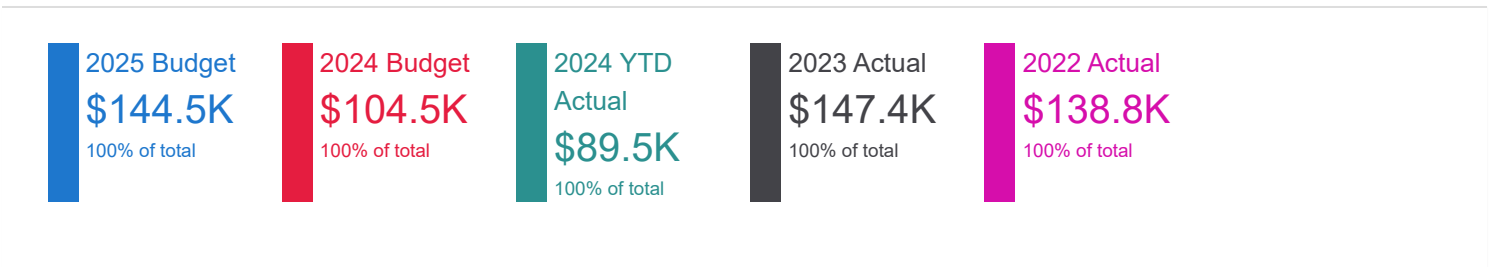 2025 Budget
$144.5K
100% of total
2024 Budget
$104.5K
100% of total
2024 YTD
Actual
$89.5K
100% of total
2023 Actual
$147.4K
100% of total
2022 Actual
$138.8K
100% of total